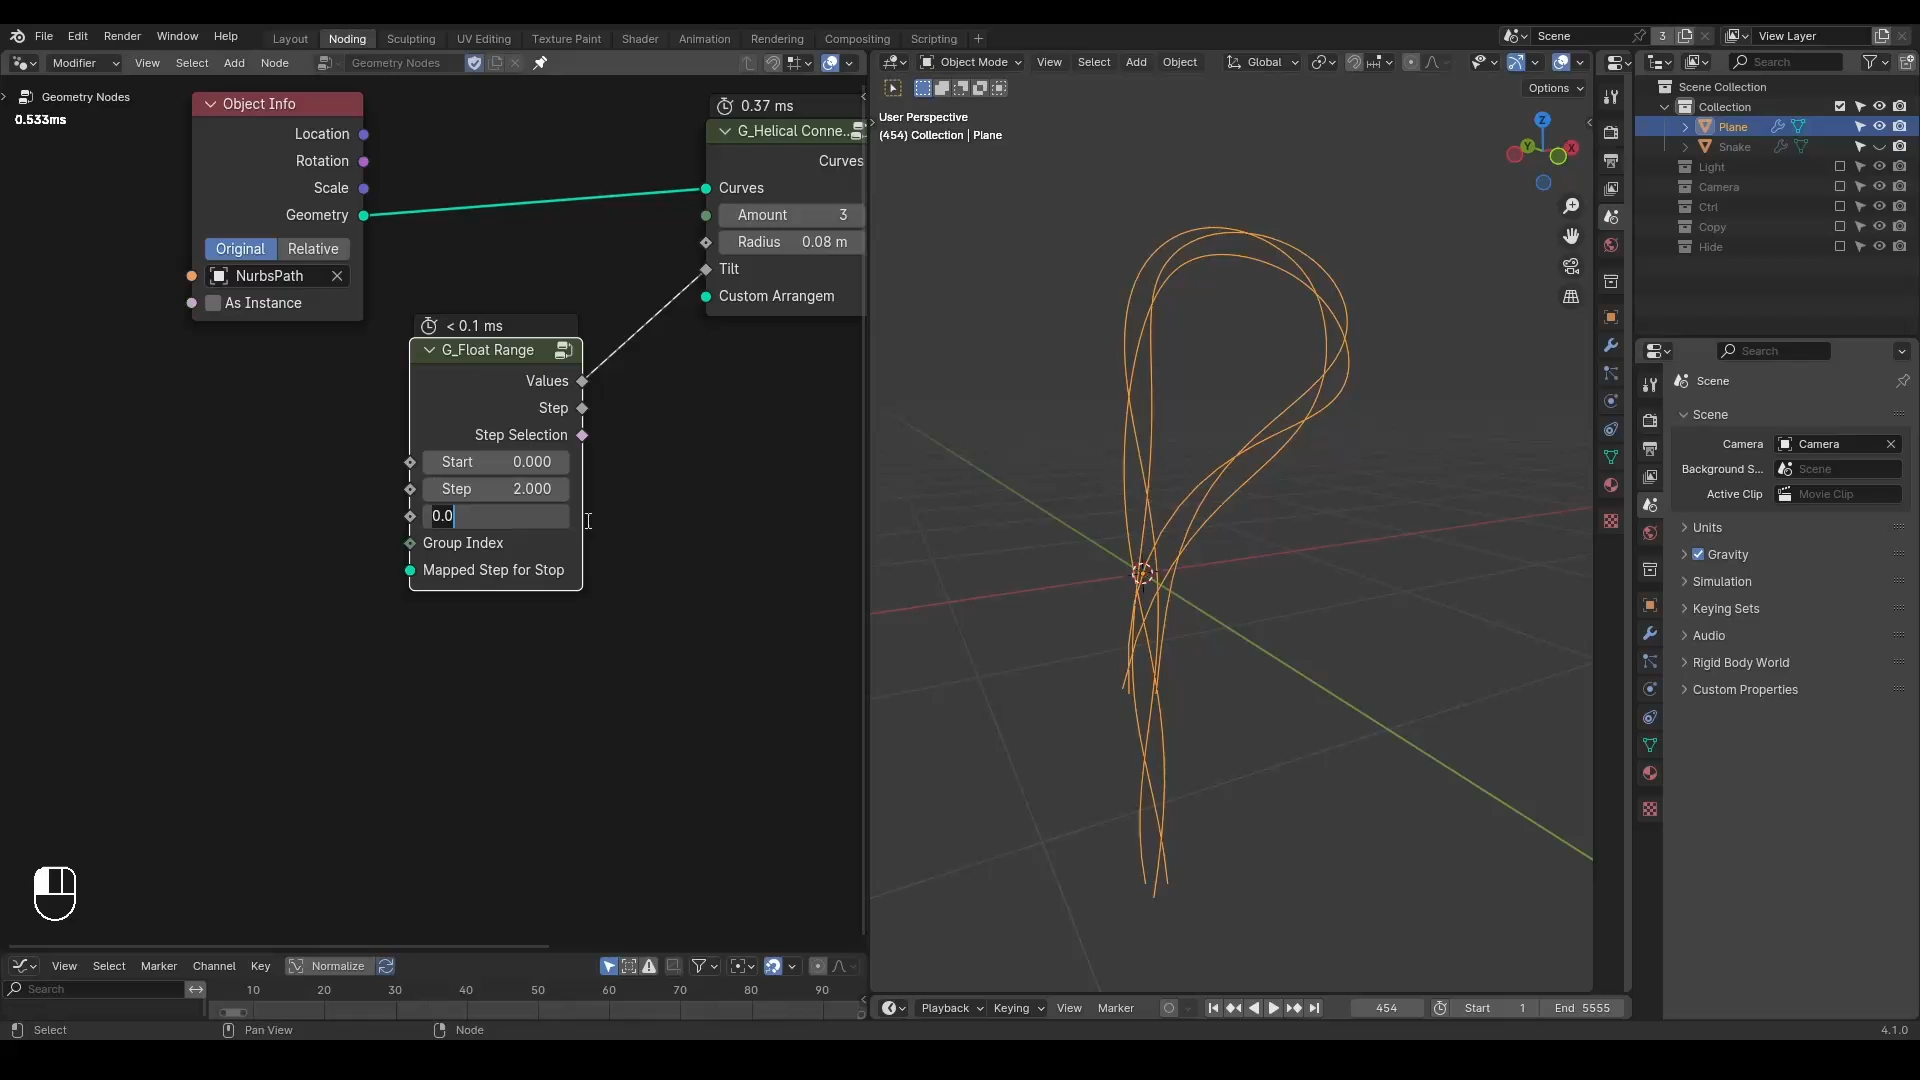 File Edit Render Window Help Layout Noding Sculpting UV Editing Texture Paint Shader Animation Rendering Compositing Scripting +
Scene 3 View Layer
Modifier View Select Add Node Geometry Nodes
Object Mode View Select Add Object Global
Search
Geometry Nodes
0.533ms
Object Info
Location
Rotation
Scale
Geometry
Original Relative
NurbsPath
As Instance
0.37 ms
G_Helical Conne..
Curves
Curves
Amount 3
Radius 0.08 m
Tilt
Custom Arrangem
< 0.1 ms
G_Float Range
Values
Step
Step Selection
Start 0.000
Step 2.000
0.0
Group Index
Mapped Step for Stop
Options
User Perspective
(454) Collection | Plane
Z
Y
X
Scene Collection
Collection
Plane
Snake
Light
Camera
Ctrl
Copy
Hide
Search
Scene
Scene
Camera Camera
Background S... Scene
Active Clip Movie Clip
Units
Gravity
Simulation
Keying Sets
Audio
Rigid Body World
Custom Properties
View Select Marker Channel Key Normalize
Search
10 20 30 40 50 60 70 80 90
Playback Keying View Marker 454 Start 1 End 5555
Select Pan View Node 4.1.0